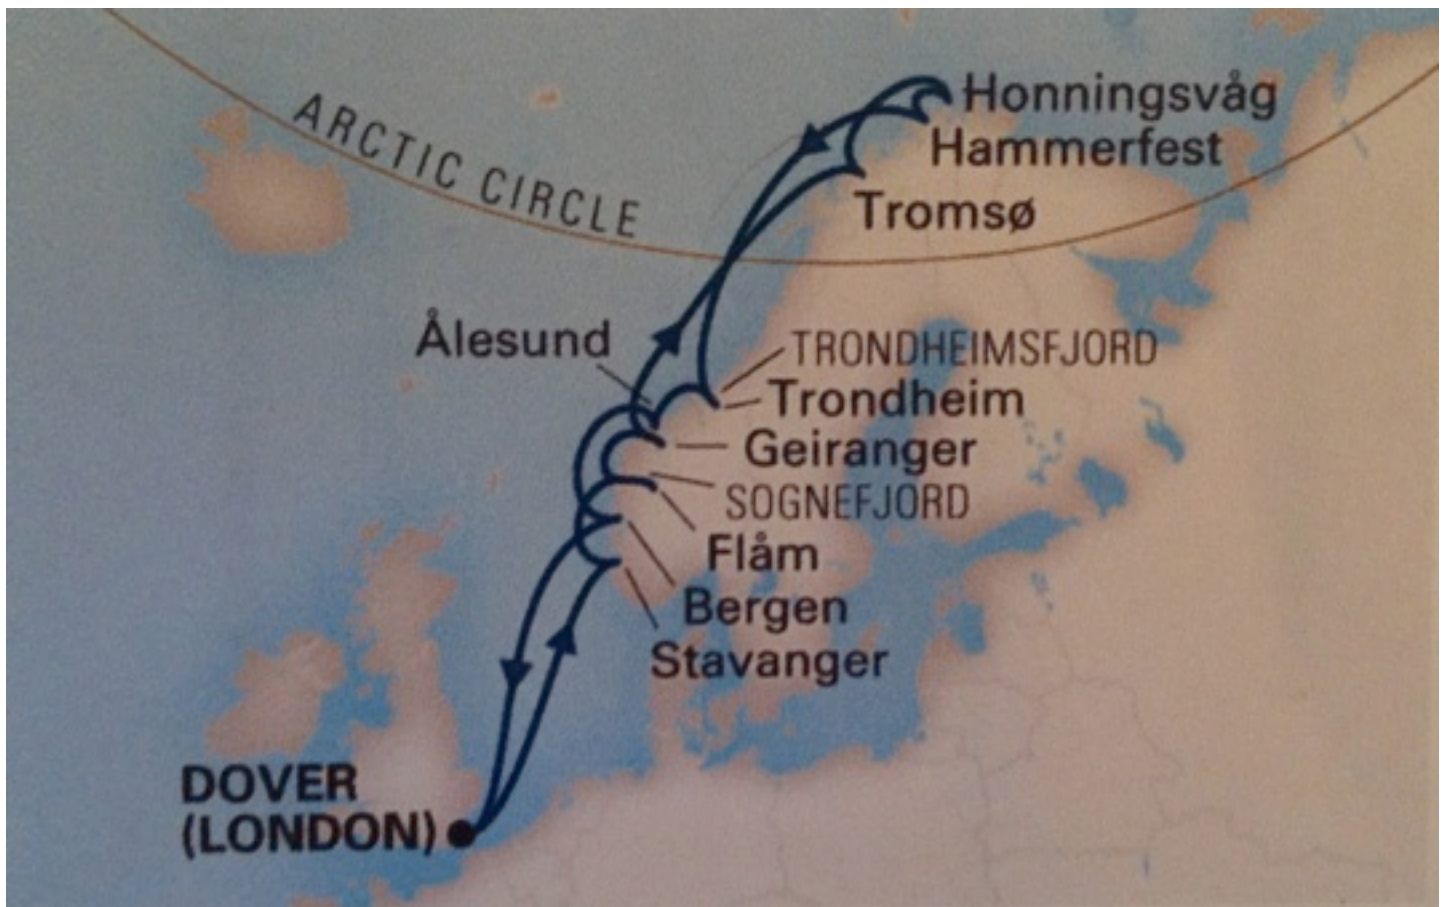 Honningsvåg
ARCTIC CIRCLE
Hammerfest
Tromsø
Ålesund
TRONDHEIMSFJORD
Trondheim
Geiranger
SOGNEFJORD
Flåm
Bergen
Stavanger
DOVER
(LONDON)